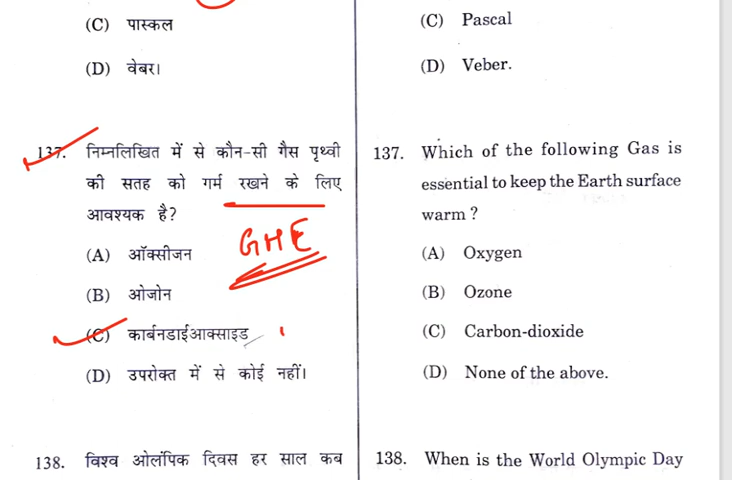 (C) पास्कल
(D) वेबर।
137. निम्नलिखित में से कौन-सी गैस पृथ्वी
की सतह को गर्म रखने के लिए
आवश्यक है?
GHE
(A) ऑक्सीजन
(B) ओजोन
(C) कार्बनडाईआक्साइड
(D) उपरोक्त में से कोई नहीं।
138. विश्व ओलंपिक दिवस हर साल कब
(C) Pascal
(D) Veber.
137. Which of the following Gas is
essential to keep the Earth surface
warm ?
(A) Oxygen
(B) Ozone
(C) Carbon-dioxide
(D) None of the above.
138. When is the World Olympic Day